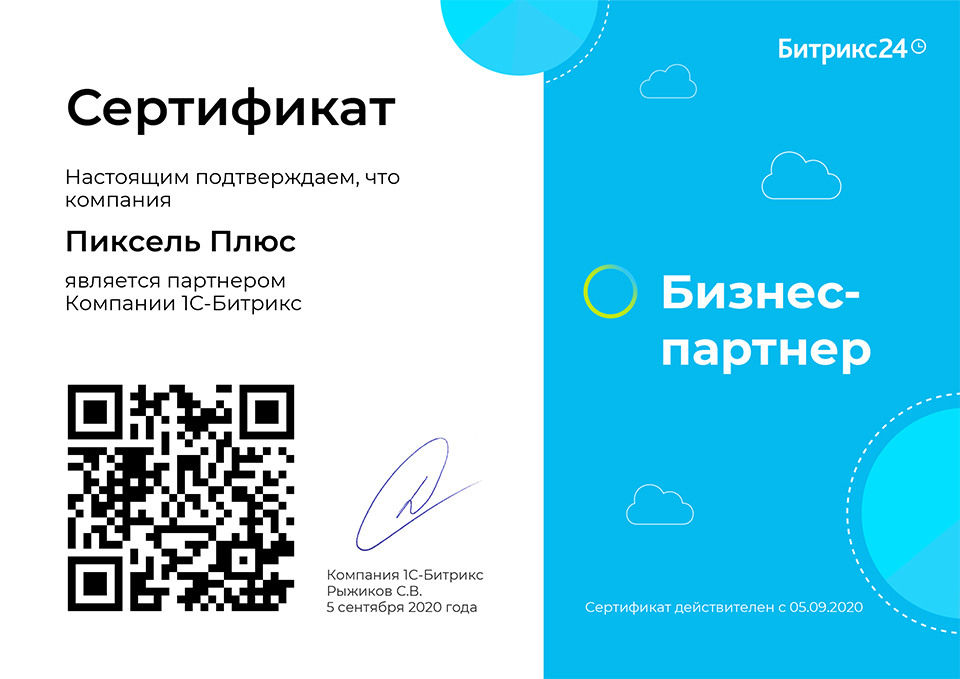 Сертификат
Настоящим подтверждаем, что
компания
Пиксель Плюс
является партнером
Компании 1С-Битрикс
Компания 1С-Битрикс
Рыжиков С.В.
5 сентября 2020 года
Битрикс24
Бизнес-
партнер
Сертификат действителен с 05.09.2020